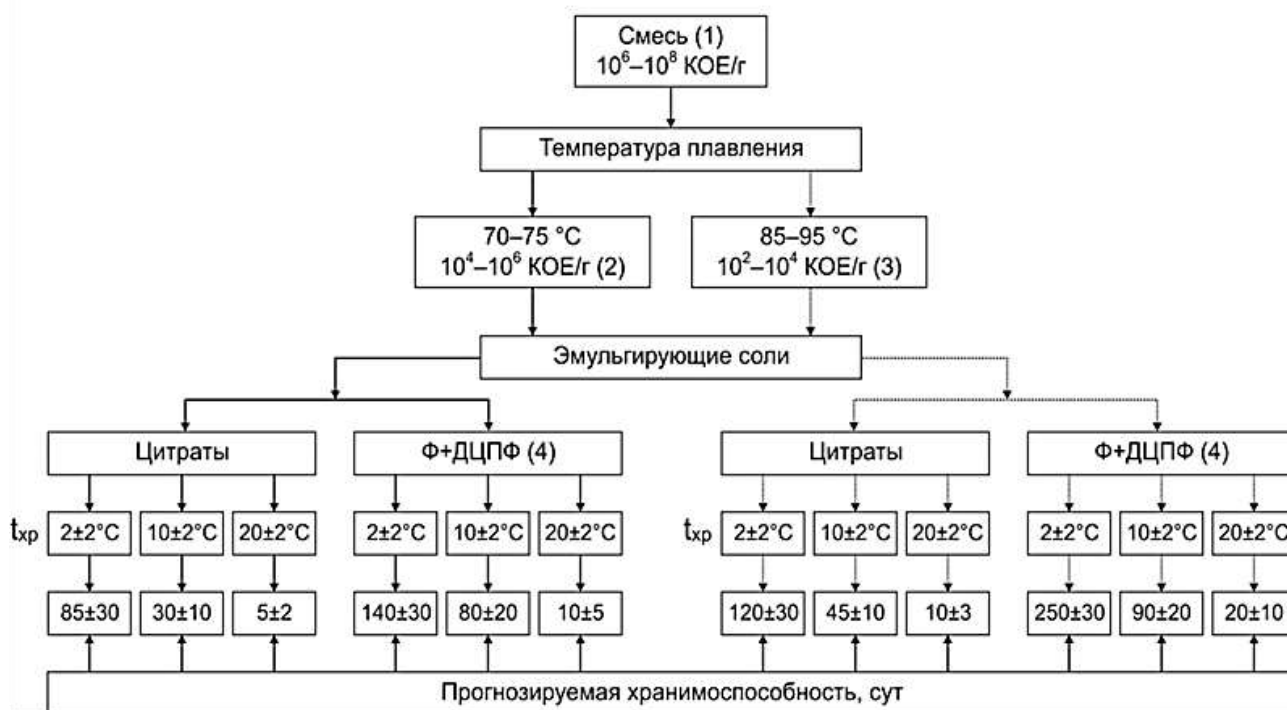 Смесь (1)
10⁶–10⁸ КОЕ/г
Температура плавления
70–75 °С
10⁴–10⁶ КОЕ/г (2)
85–95 °С
10²–10⁴ КОЕ/г (3)
Эмульгирующие соли
Цитраты
Ф+ДЦПФ (4)
Цитраты
Ф+ДЦПФ (4)
tхр 2±2°С 10±2°С 20±2°С 2±2°С 10±2°С 20±2°С tхр 2±2°С 10±2°С 20±2°С 2±2°С 10±2°С 20±2°С
85±30 30±10 5±2 140±30 80±20 10±5 120±30 45±10 10±3 250±30 90±20 20±10
Прогнозируемая хранимоспособность, сут